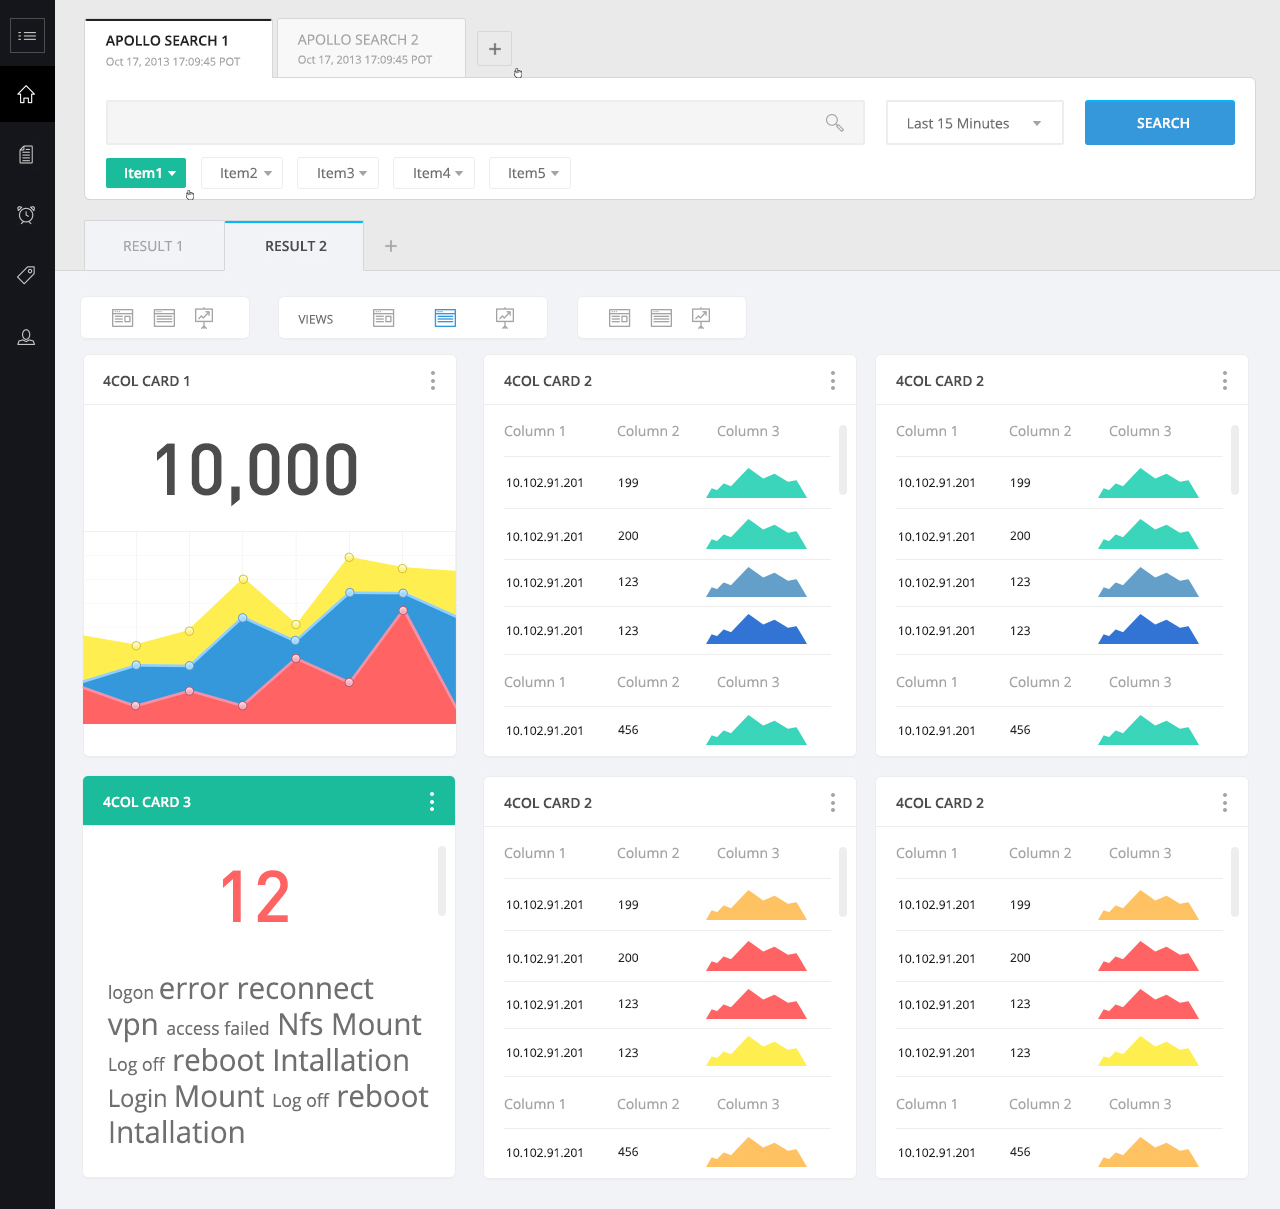 APOLLO SEARCH 1
Oct 17, 2013 17:09:45 POT
APOLLO SEARCH 2
Oct 17, 2013 17:09:45 POT
+
Last 15 Minutes
SEARCH
Item1
Item2
Item3
Item4
Item5
RESULT 1
RESULT 2
+
VIEWS
4COL CARD 1
10,000
4COL CARD 2
Column 1 Column 2 Column 3
10.102.91.201 199
10.102.91.201 200
10.102.91.201 123
10.102.91.201 123
Column 1 Column 2 Column 3
10.102.91.201 456
4COL CARD 2
Column 1 Column 2 Column 3
10.102.91.201 199
10.102.91.201 200
10.102.91.201 123
10.102.91.201 123
Column 1 Column 2 Column 3
10.102.91.201 456
4COL CARD 3
12
logon error reconnect
vpn access failed Nfs Mount
Log off reboot Intallation
Login Mount Log off reboot
Intallation
4COL CARD 2
Column 1 Column 2 Column 3
10.102.91.201 199
10.102.91.201 200
10.102.91.201 123
10.102.91.201 123
Column 1 Column 2 Column 3
10.102.91.201 456
4COL CARD 2
Column 1 Column 2 Column 3
10.102.91.201 199
10.102.91.201 200
10.102.91.201 123
10.102.91.201 123
Column 1 Column 2 Column 3
10.102.91.201 456